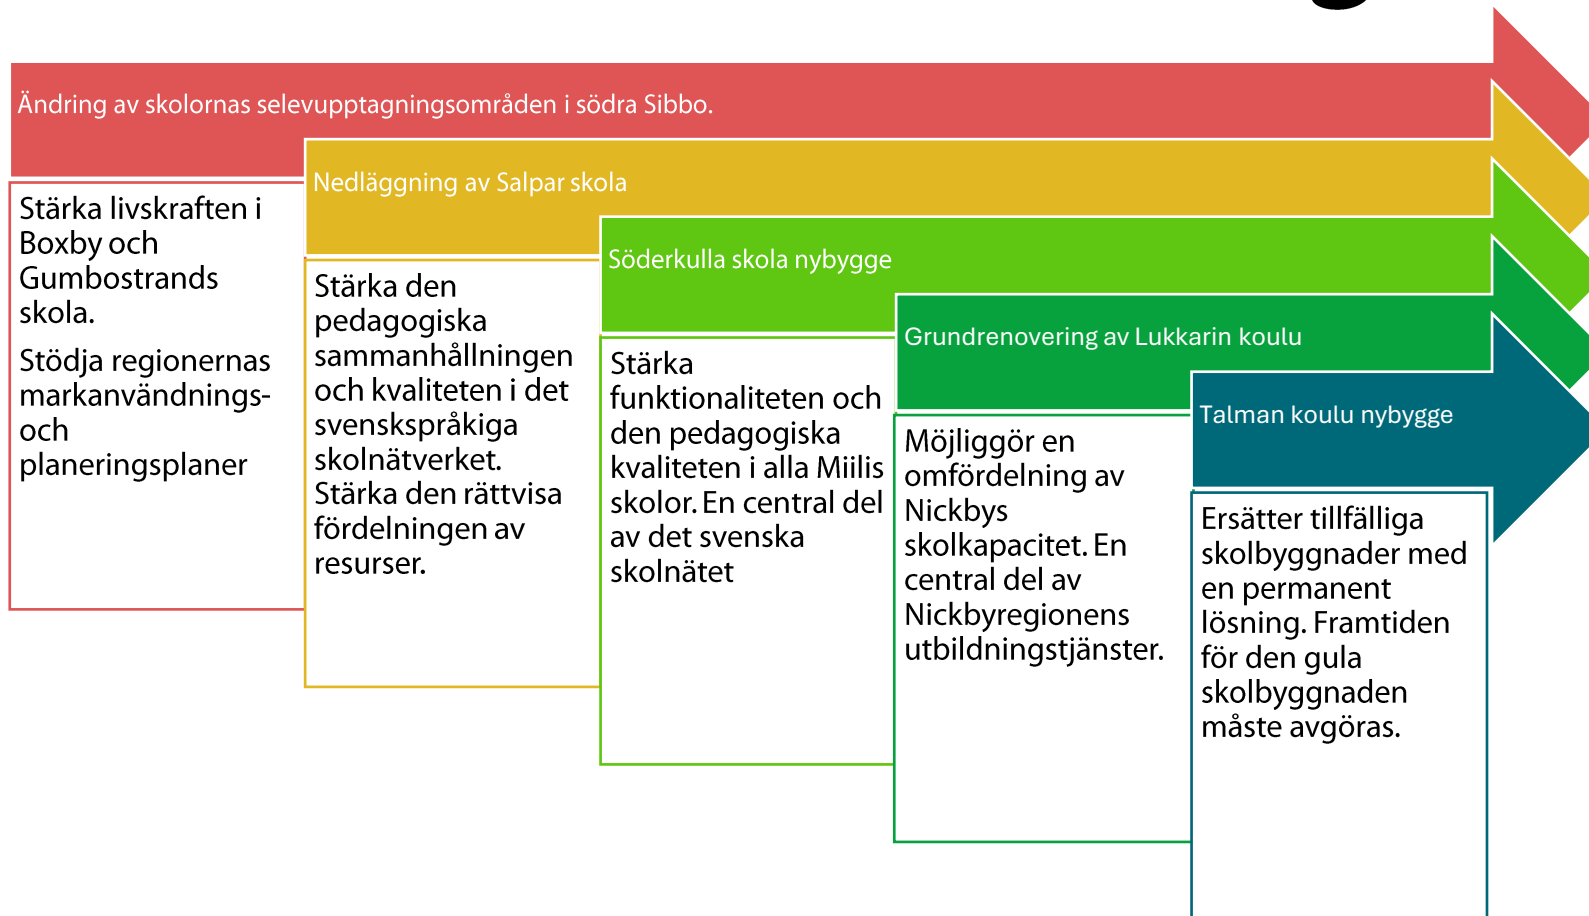 Ändring av skolornas selevupptagningsområden i södra Sibbo.
Stärka livskraften i
Boxby och
Gumbostrands
skola.
Stödja regionernas
markanvändnings-
och
planeringsplaner
Nedläggning av Salpar skola
Stärka den
pedagogiska
sammanhållningen
och kvaliteten i det
svenskspråkiga
skolnätverket.
Stärka den rättvisa
fördelningen av
resurser.
Söderkulla skola nybygge
Stärka
funktionaliteten och
den pedagogiska
kvaliteten i alla Miilis
skolor. En central del
av det svenska
skolnätet
Grundrenovering av Lukkarin koulu
Möjliggör en
omfördelning av
Nickbys
skolkapacitet. En
central del av
Nickbyregionens
utbildningstjänster.
Talman koulu nybygge
Ersätter tillfälliga
skolbyggnader med
en permanent
lösning. Framtiden
för den gula
skolbyggnaden
måste avgöras.